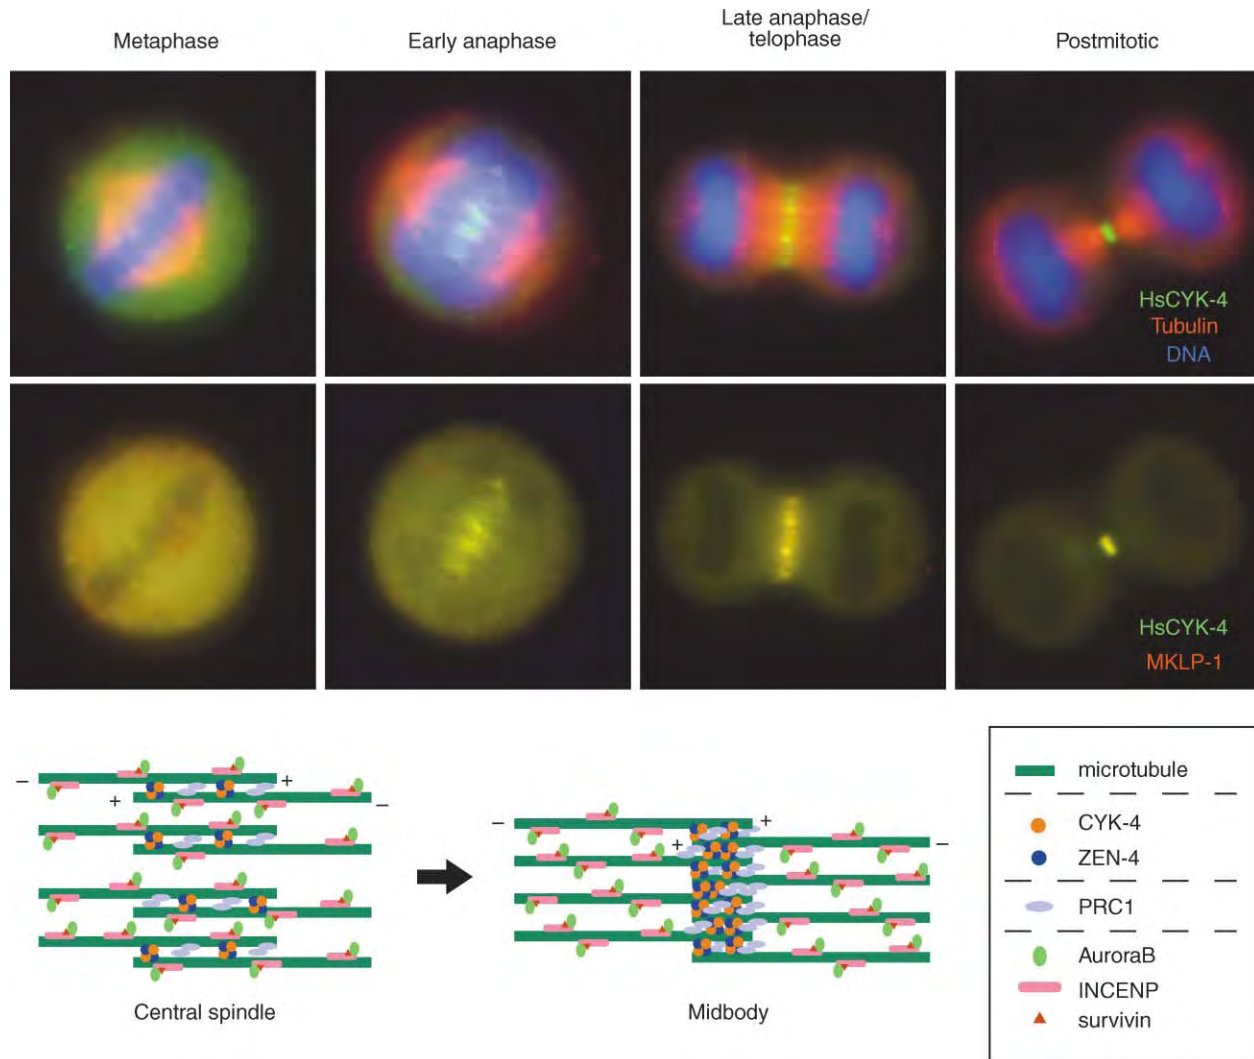 Metaphase
Early anaphase
Late anaphase/
telophase
Postmitotic
HsCYK-4
Tubulin
DNA
HsCYK-4
MKLP-1
– + + –
Central spindle
– + + –
Midbody
microtubule
CYK-4
ZEN-4
PRC1
AuroraB
INCENP
survivin